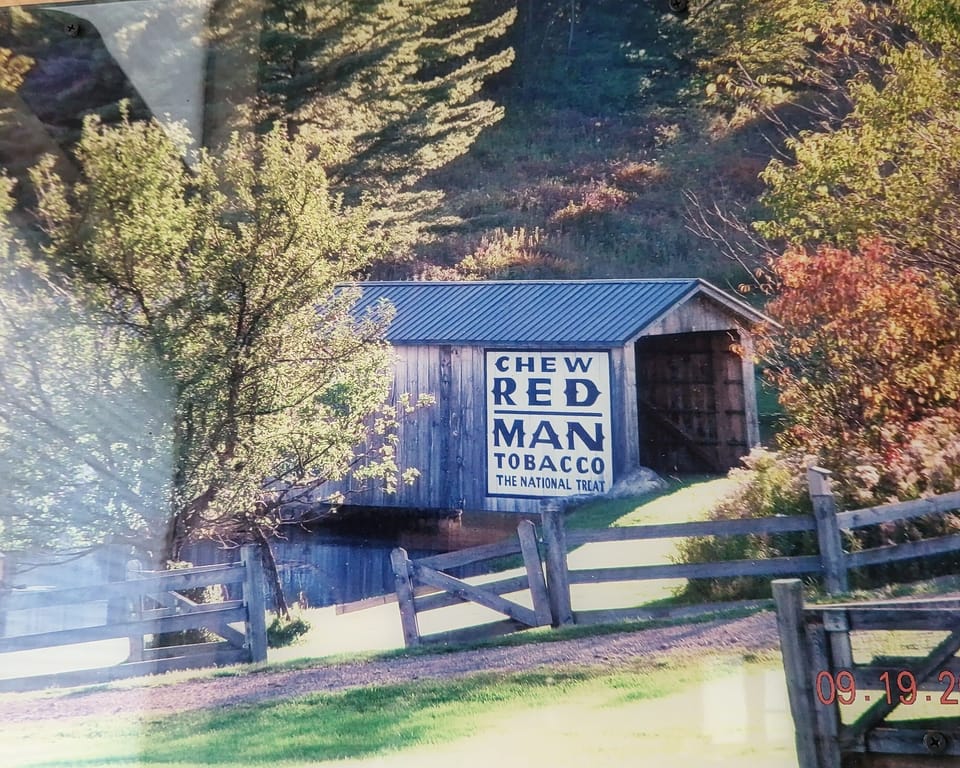 CHEW
RED
MAN
TOBACCO
THE NATIONAL TREAT
09.19.2